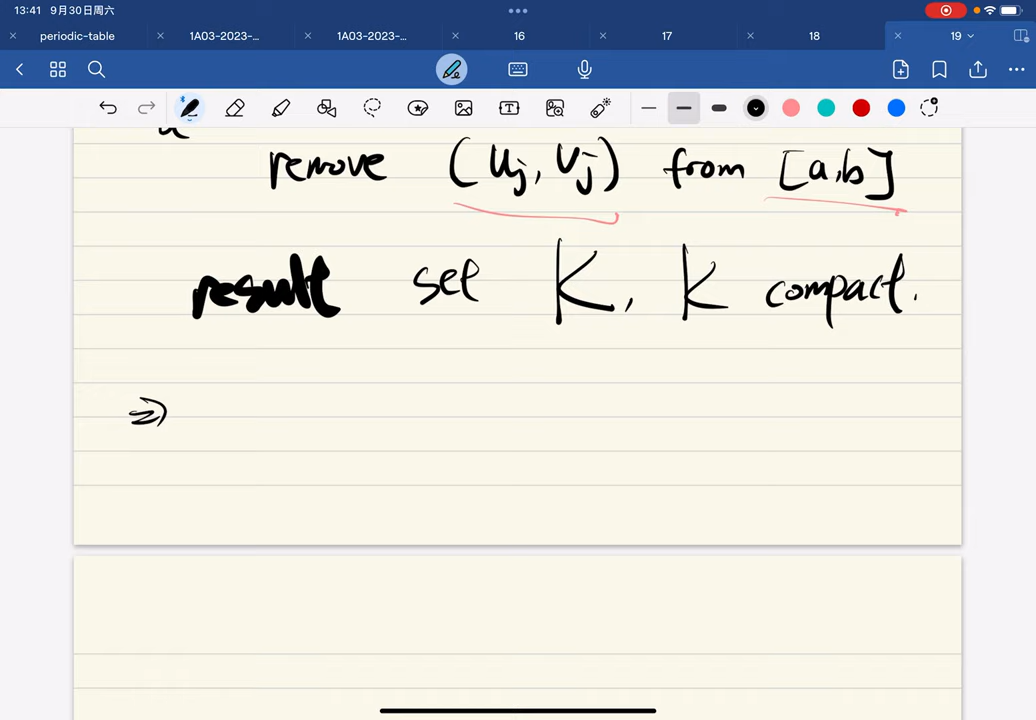 13:41 9月30日周六
periodic-table 1A03-2023-... 1A03-2023-... 16 17 18 19
remove (uj, vj) from [a,b]
result set K, K compact.
⇒